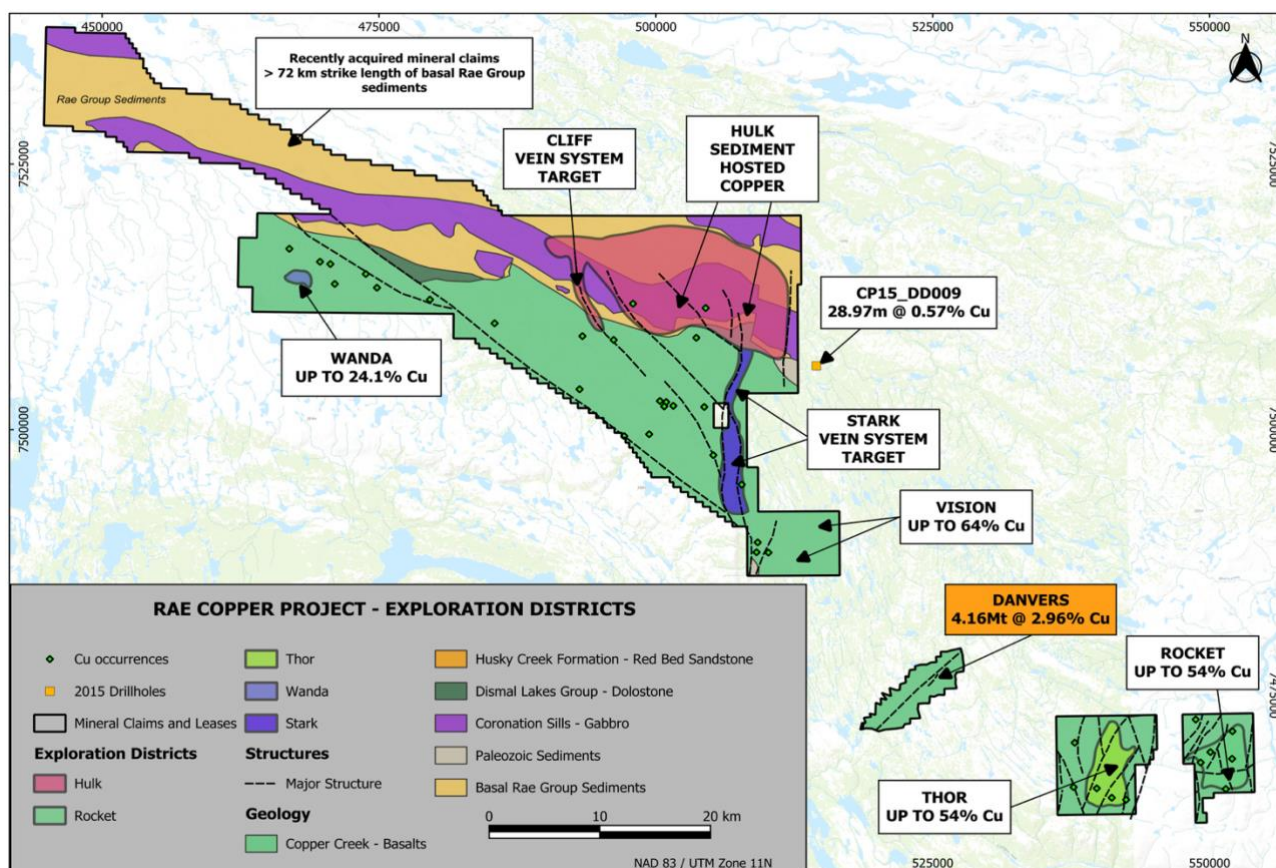 450000
475000
500000
525000
550000
N
Recently acquired mineral claims
> 72 km strike length of basal Rae Group
sediments
Rae Group Sediments
CLIFF
VEIN SYSTEM
TARGET
HULK
SEDIMENT
HOSTED
COPPER
7525000
7525000
CP15_DD009
28.97m @ 0.57% Cu
WANDA
UP TO 24.1% Cu
7500000
7500000
STARK
VEIN SYSTEM
TARGET
VISION
UP TO 64% Cu
DANVERS
4.16Mt @ 2.96% Cu
ROCKET
UP TO 54% Cu
7475000
THOR
UP TO 54% Cu
RAE COPPER PROJECT - EXPLORATION DISTRICTS
Cu occurrences
2015 Drillholes
Mineral Claims and Leases
Exploration Districts
Hulk
Rocket
Thor
Wanda
Stark
Structures
Major Structure
Geology
Copper Creek - Basalts
Husky Creek Formation - Red Bed Sandstone
Dismal Lakes Group - Dolostone
Coronation Sills - Gabbro
Paleozoic Sediments
Basal Rae Group Sediments
0 10 20 km
NAD 83 / UTM Zone 11N
525000
550000